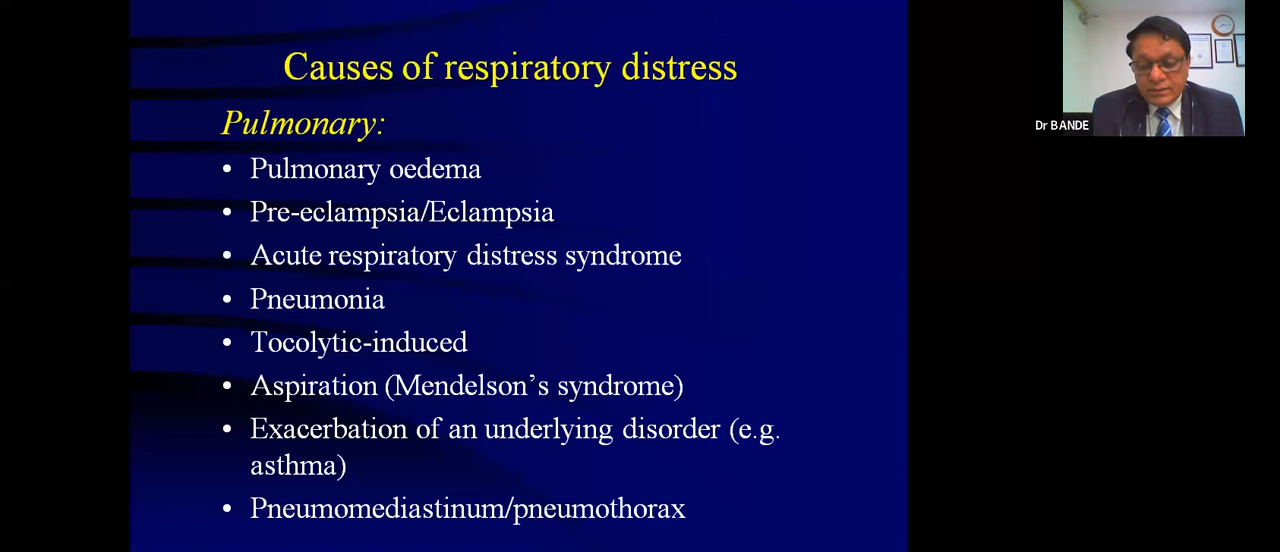 Causes of respiratory distress
Pulmonary:
• Pulmonary oedema
• Pre-eclampsia/Eclampsia
• Acute respiratory distress syndrome
• Pneumonia
• Tocolytic-induced
• Aspiration (Mendelson’s syndrome)
• Exacerbation of an underlying disorder (e.g.
asthma)
• Pneumomediastinum/pneumothorax
Dr BANDE